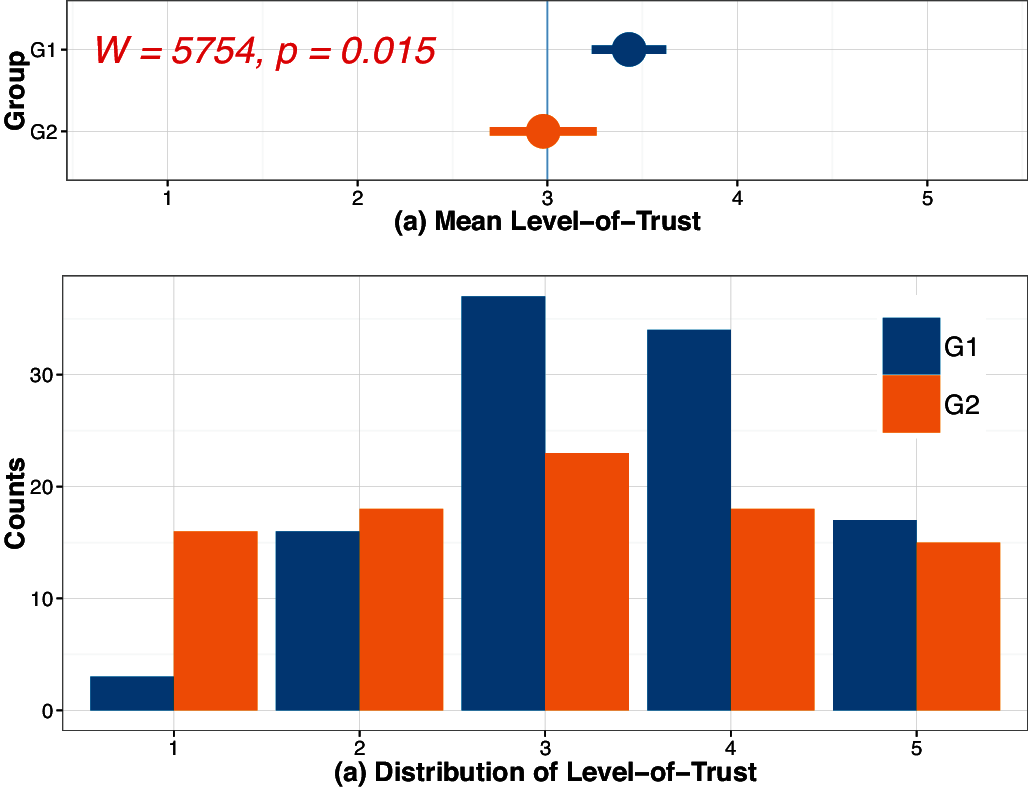 W = 5754, p = 0.015
Group
G1
G2
1 2 3 4 5
(a) Mean Level-of-Trust
Counts
30
20
10
0
G1
G2
1 2 3 4 5
(a) Distribution of Level-of-Trust